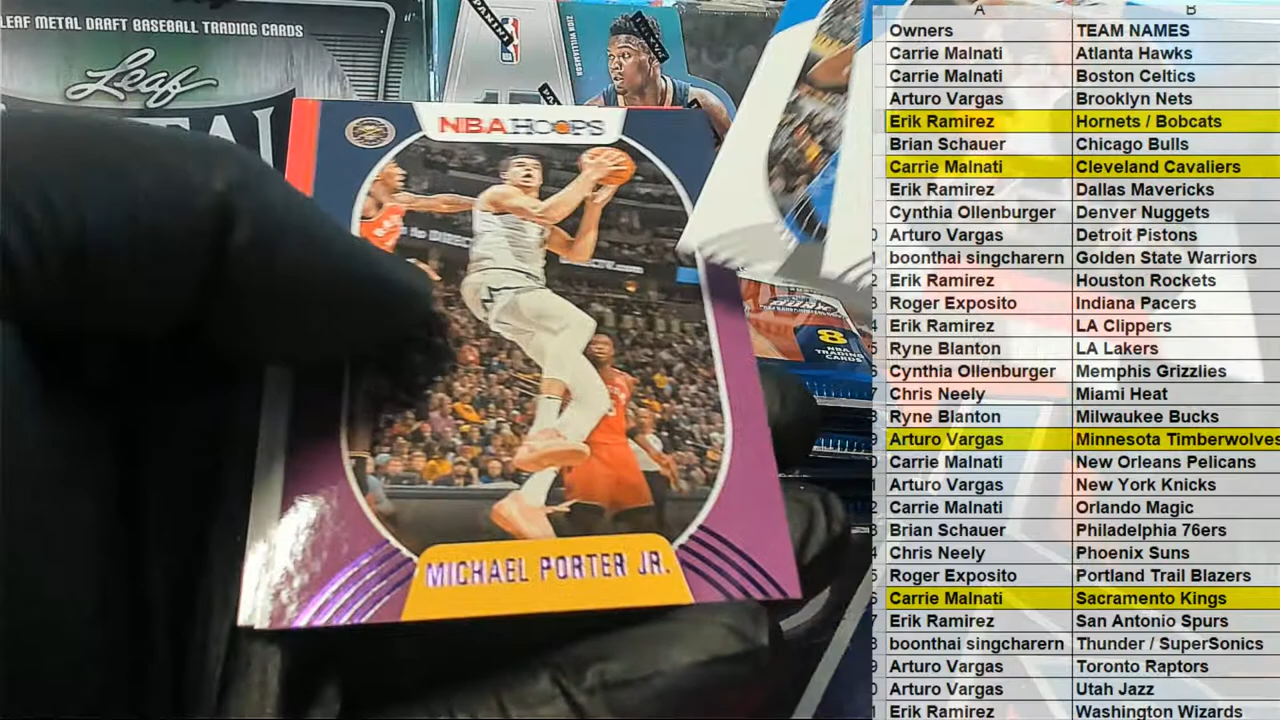 LEAF METAL DRAFT BASEBALL TRADING CARDS
Leaf
PANINI
NBA
ZION WILLIAMSON
NBA HOOPS
MICHAEL PORTER JR.
8
NBA
TRADING
CARDS
A B
Owners TEAM NAMES
Carrie Malnati Atlanta Hawks
Carrie Malnati Boston Celtics
Arturo Vargas Brooklyn Nets
Erik Ramirez Hornets / Bobcats
Brian Schauer Chicago Bulls
Carrie Malnati Cleveland Cavaliers
Erik Ramirez Dallas Mavericks
Cynthia Ollenburger Denver Nuggets
Arturo Vargas Detroit Pistons
boonthai singcharern Golden State Warriors
Erik Ramirez Houston Rockets
Roger Exposito Indiana Pacers
Erik Ramirez LA Clippers
Ryne Blanton LA Lakers
Cynthia Ollenburger Memphis Grizzlies
Chris Neely Miami Heat
Ryne Blanton Milwaukee Bucks
Arturo Vargas Minnesota Timberwolves
Carrie Malnati New Orleans Pelicans
Arturo Vargas New York Knicks
Carrie Malnati Orlando Magic
Brian Schauer Philadelphia 76ers
Chris Neely Phoenix Suns
Roger Exposito Portland Trail Blazers
Carrie Malnati Sacramento Kings
Erik Ramirez San Antonio Spurs
boonthai singcharern Thunder / SuperSonics
Arturo Vargas Toronto Raptors
Arturo Vargas Utah Jazz
Erik Ramirez Washington Wizards